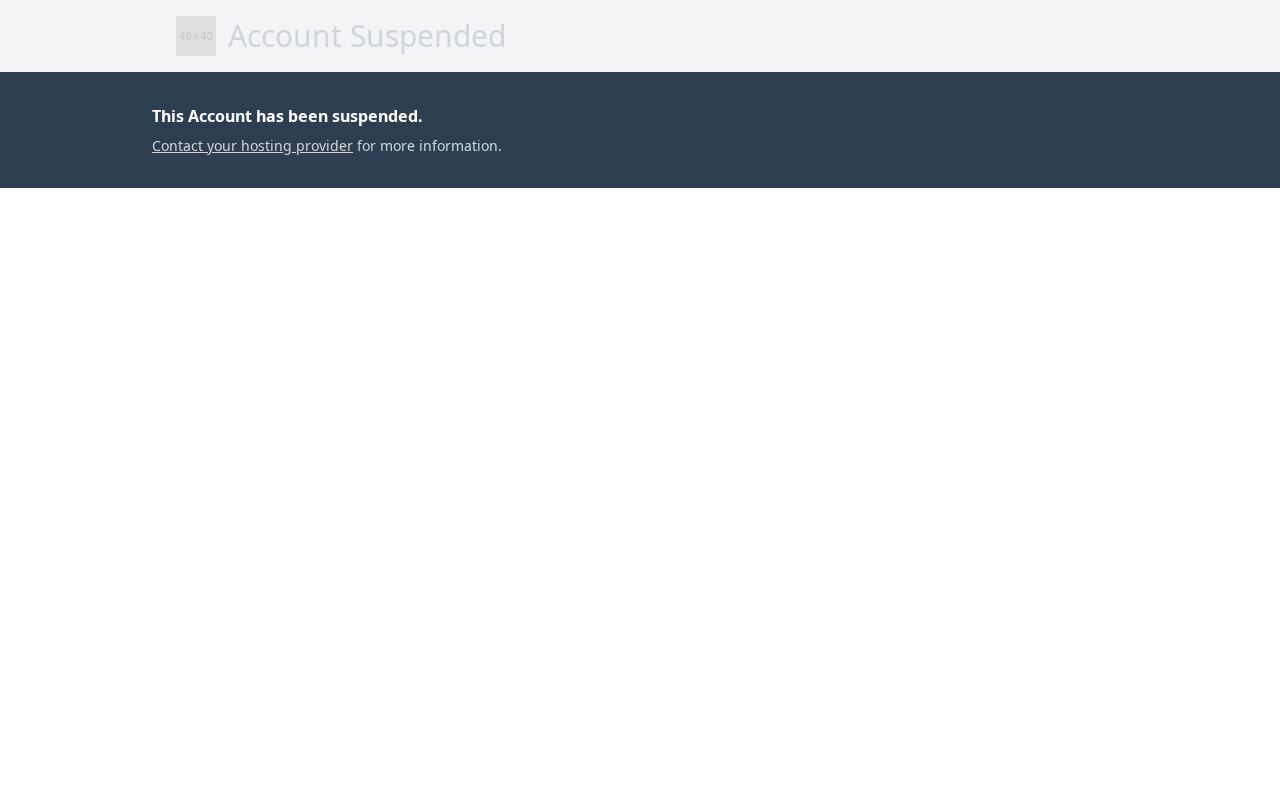 40×40
Account Suspended
This Account has been suspended.
Contact your hosting provider for more information.